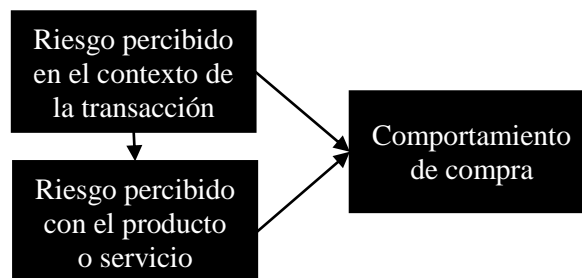 Riesgo percibido
en el contexto de
la transacción
Riesgo percibido
con el producto
o servicio
Comportamiento
de compra